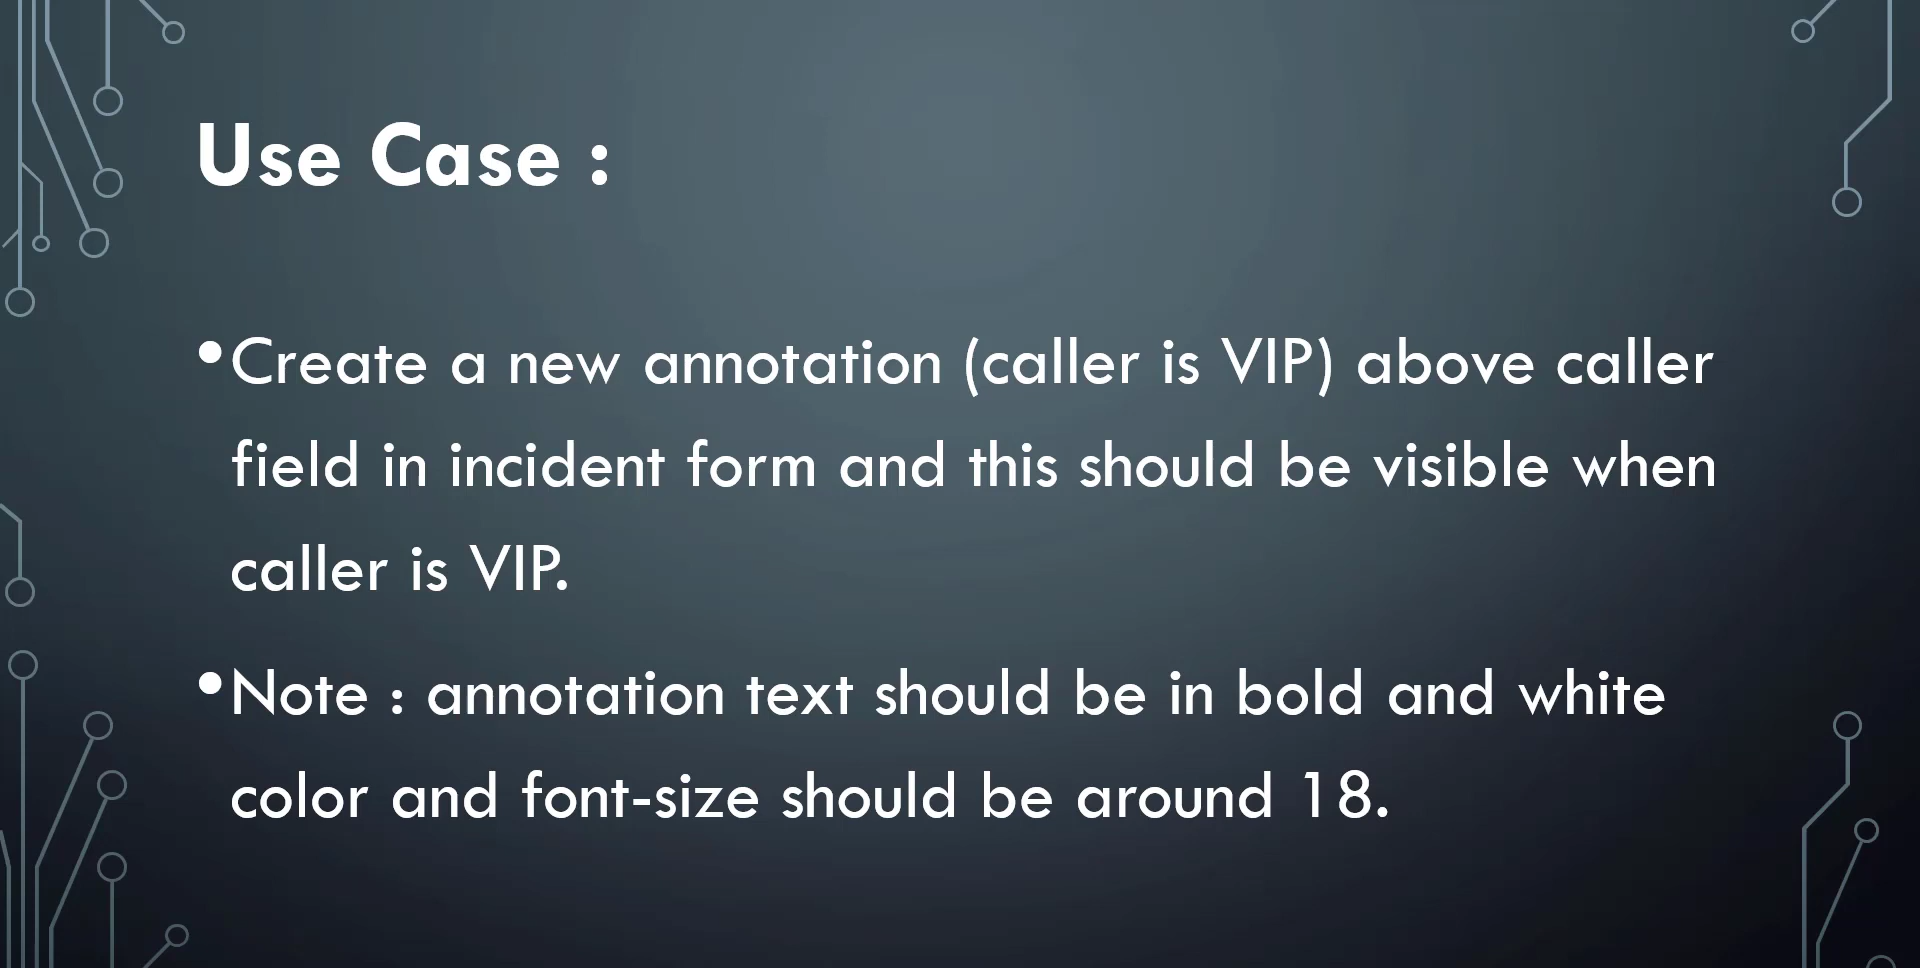 Use Case :
•Create a new annotation (caller is VIP) above caller
field in incident form and this should be visible when
caller is VIP.
•Note : annotation text should be in bold and white
color and font-size should be around 18.